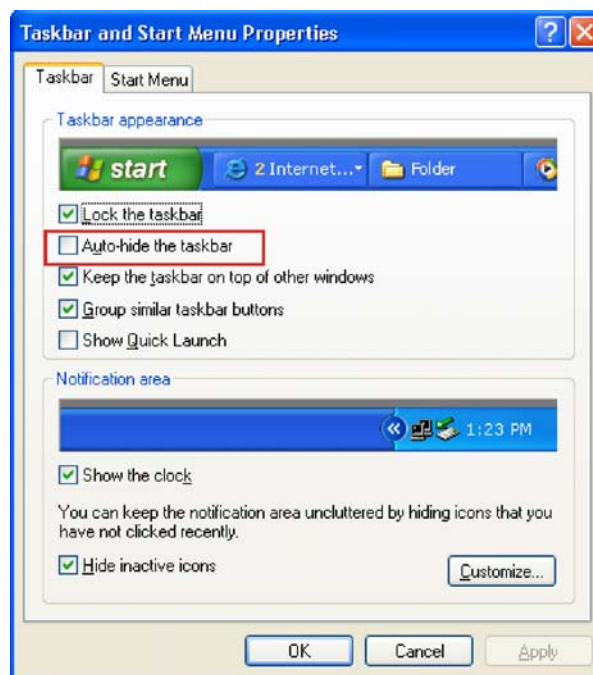 Taskbar and Start Menu Properties
Taskbar Start Menu
Taskbar appearance
start 2 Internet... Folder
Lock the taskbar
Auto-hide the taskbar
Keep the taskbar on top of other windows
Group similar taskbar buttons
Show Quick Launch
Notification area
1:23 PM
Show the clock
You can keep the notification area uncluttered by hiding icons that you
have not clicked recently.
Hide inactive icons
Customize...
OK Cancel Apply